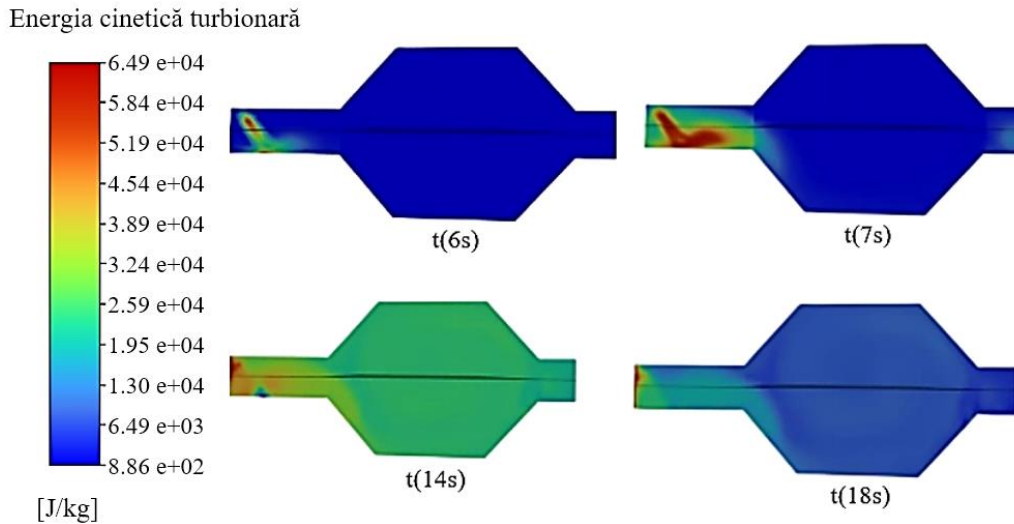 Energia cinetică turbionară
6.49 e+04
5.84 e+04
5.19 e+04
4.54 e+04
3.89 e+04
3.24 e+04
2.59 e+04
1.95 e+04
1.30 e+04
6.49 e+03
8.86 e+02
[J/kg]
t(6s)
t(7s)
t(14s)
t(18s)